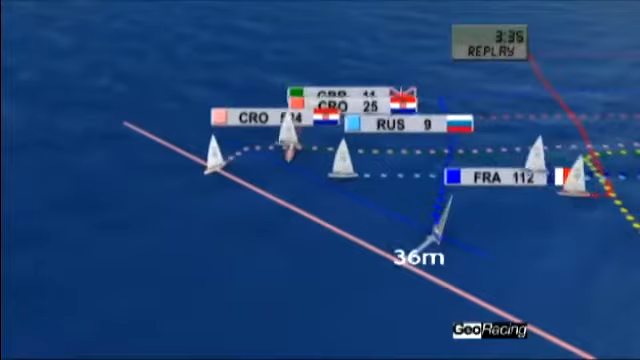 3:35
REPLAY
GBR 11
CRO 25
CRO
RUS 9
FRA 112
36m
GeoRacing